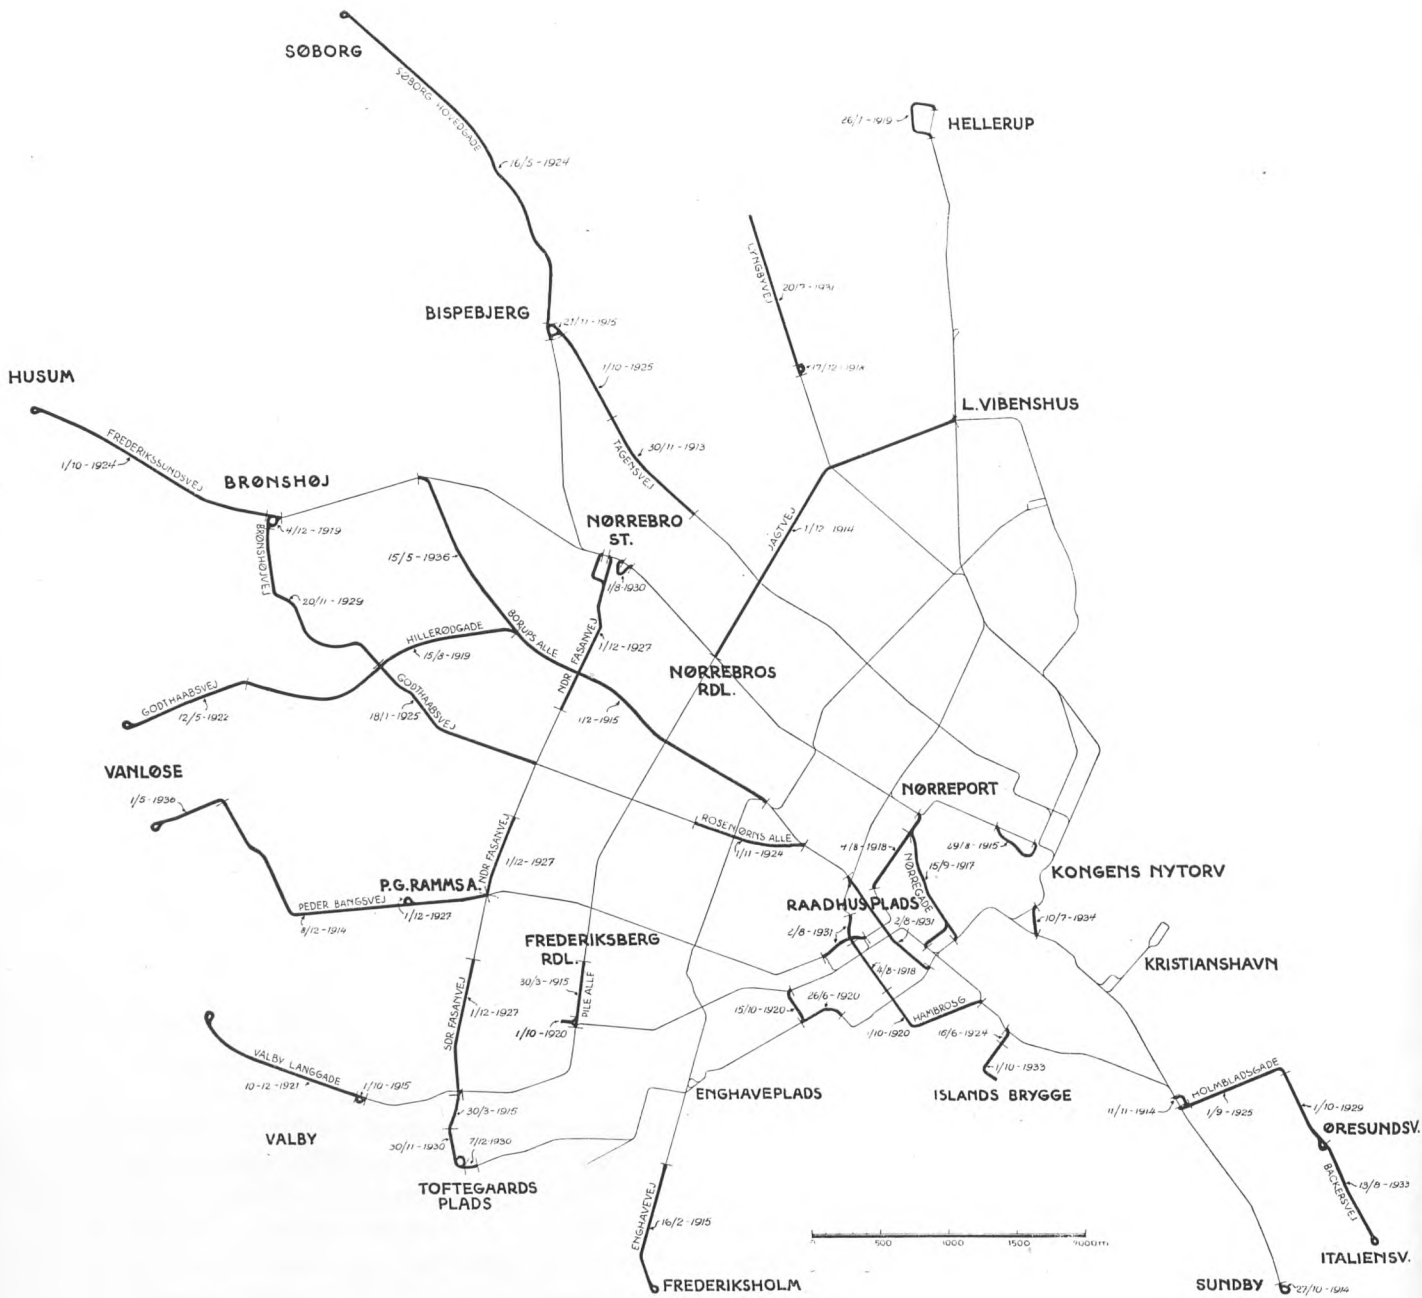 SØBORG
SØBORG HOVEDGADE
16/5-1924
26/1-1919
HELLERUP
LYNGBYVEJ
17/12-1918
BISPEBJERG
21/11-1915
1/10-1925
HUSUM
L.VIBENSHUS
FREDERIKSSUNDSVEJ
1/10-1924
TAGENSVEJ
30/11-1913
BRØNSHØJ
4/12-1919
BRØNSHØJVEJ
NØRREBRO
ST.
JAGTVEJ
1/12 1914
15/5-1936
1/8-1930
20/11-1929
HILLERØDGADE
15/8-1919
BORUPS ALLE
NDR FASANVEJ
1/12-1927
NØRREBROS
RDL.
GODTHAABSVEJ
12/5-1922
GODTHAABSVEJ
18/1-1925
1/2-1915
VANLØSE
1/5-1936
NØRREPORT
ROSENØRNS ALLE
1/11-1924
4/8-1918
15/9-1917
NØRREGADE
29/8-1915
NDR FASANVEJ
1/12-1927
P.G.RAMMS A.
PEDER BANGSVEJ
1/12-1927
8/12-1914
KONGENS NYTORV
RAADHUSPLADS
2/8-1931
2/8-1931
10/7-1934
FREDERIKSBERG
RDL.
30/3-1915
PILE ALLE
KRISTIANSHAVN
4/8-1918
SDR FASANVEJ
1/12-1927
1/10-1920
15/10-1920
26/6-1920
1/10-1920
HAMBROSG
16/6-1924
1/10-1933
VALBY LANGGADE
10-12-1921
1/10-1915
ENGHAVEPLADS
ISLANDS BRYGGE
HOLMBLADSGADE
11/11-1914
1/9-1925
1/10-1929
ØRESUNDSV.
30/3-1915
VALBY
30/11-1930
7/12-1930
TOFTEGAARDS
PLADS
BACKERSVEJ
13/8-1933
ENGHAVEVEJ
16/2-1915
500
1000
1500
2000 m.
ITALIENSV.
FREDERIKSHOLM
SUNDBY
27/10-1914